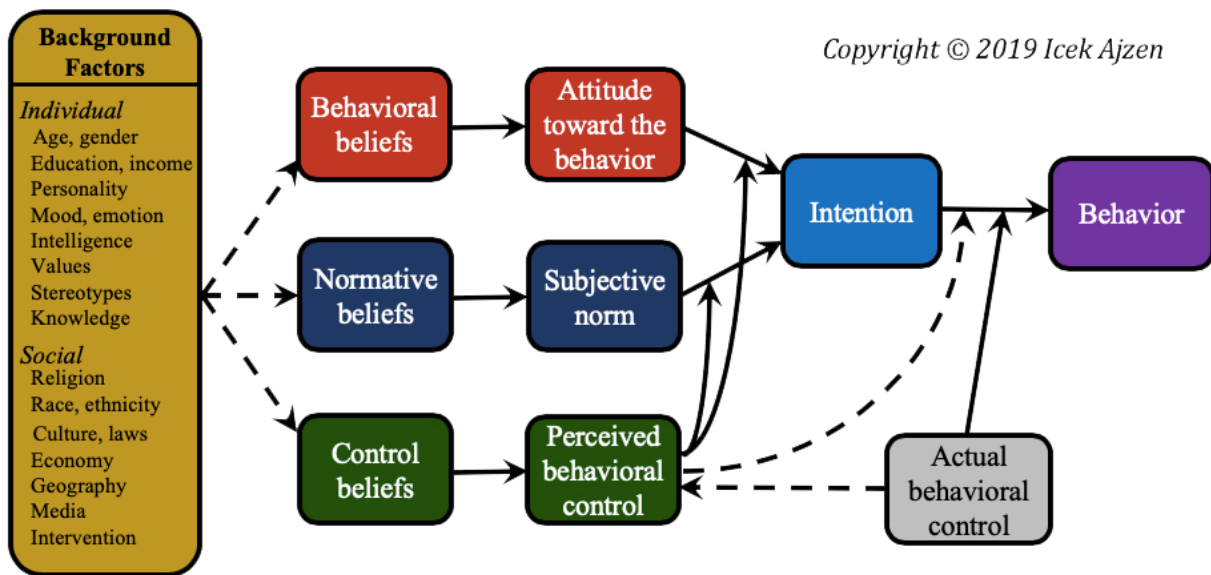 Background
Factors
Individual
Age, gender
Education, income
Personality
Mood, emotion
Intelligence
Values
Stereotypes
Knowledge
Social
Religion
Race, ethnicity
Culture, laws
Economy
Geography
Media
Intervention
Copyright © 2019 Icek Ajzen
Behavioral
beliefs
Attitude
toward the
behavior
Normative
beliefs
Subjective
norm
Control
beliefs
Perceived
behavioral
control
Intention
Behavior
Actual
behavioral
control